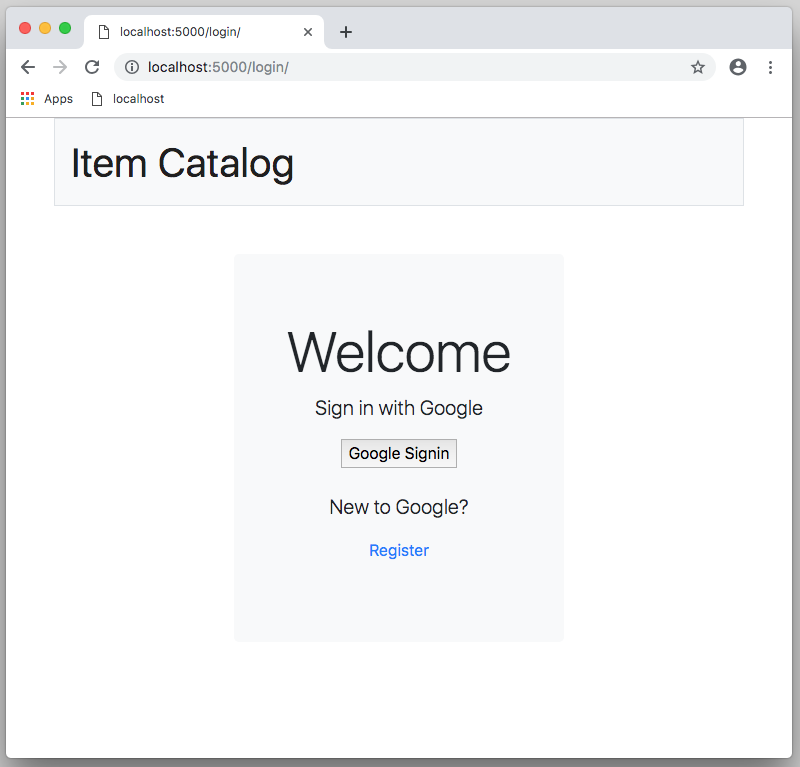 localhost:5000/login/
localhost:5000/login/
Apps localhost
Item Catalog
Welcome
Sign in with Google
Google Signin
New to Google?
Register